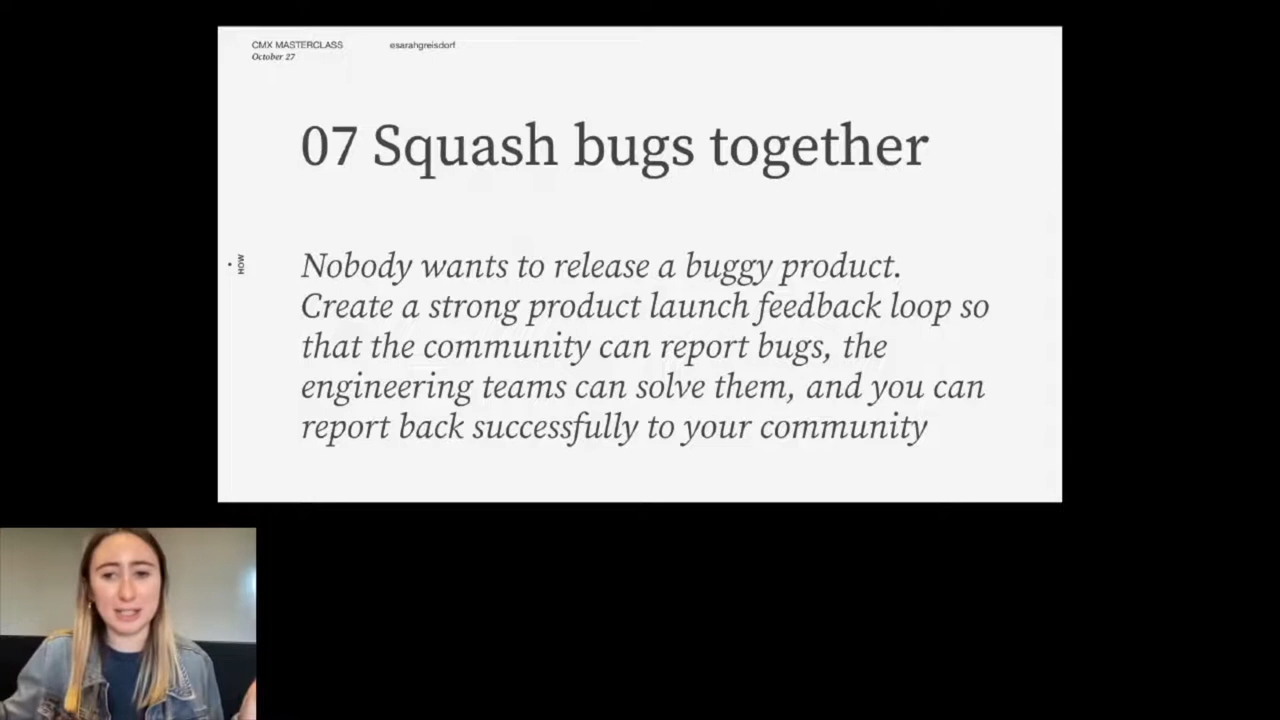 CMX MASTERCLASS
@sarahgreisdorf
October 27
07 Squash bugs together
HOW
Nobody wants to release a buggy product.
Create a strong product launch feedback loop so
that the community can report bugs, the
engineering teams can solve them, and you can
report back successfully to your community